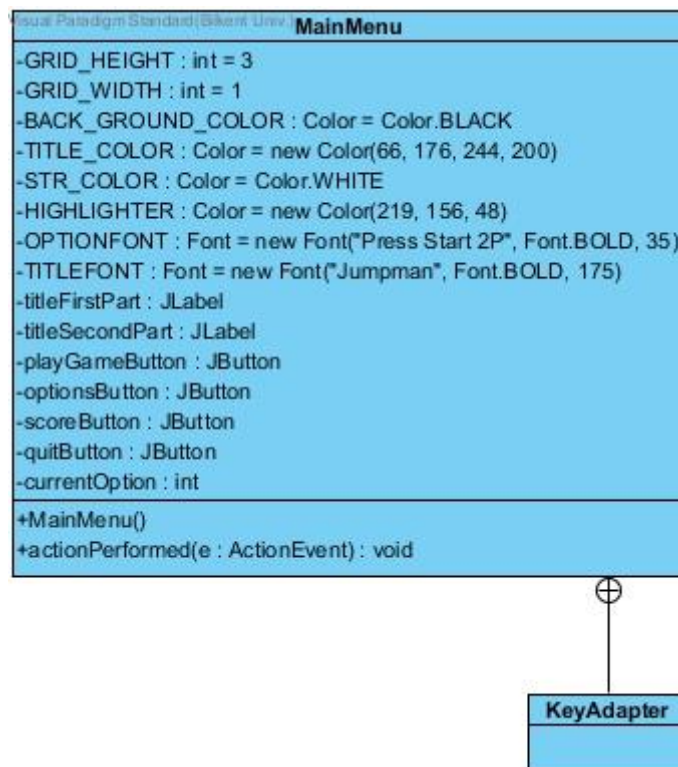 Visual Paradigm Standard(Bilkent Univ.)
MainMenu
-GRID_HEIGHT : int = 3
-GRID_WIDTH : int = 1
-BACK_GROUND_COLOR : Color = Color.BLACK
-TITLE_COLOR : Color = new Color(66, 176, 244, 200)
-STR_COLOR : Color = Color.WHITE
-HIGHLIGHTER : Color = new Color(219, 156, 48)
-OPTIONFONT : Font = new Font("Press Start 2P", Font.BOLD, 35)
-TITLEFONT : Font = new Font("Jumpman", Font.BOLD, 175)
-titleFirstPart : JLabel
-titleSecondPart : JLabel
-playGameButton : JButton
-optionsButton : JButton
-scoreButton : JButton
-quitButton : JButton
-currentOption : int
+MainMenu()
+actionPerformed(e : ActionEvent) : void
KeyAdapter